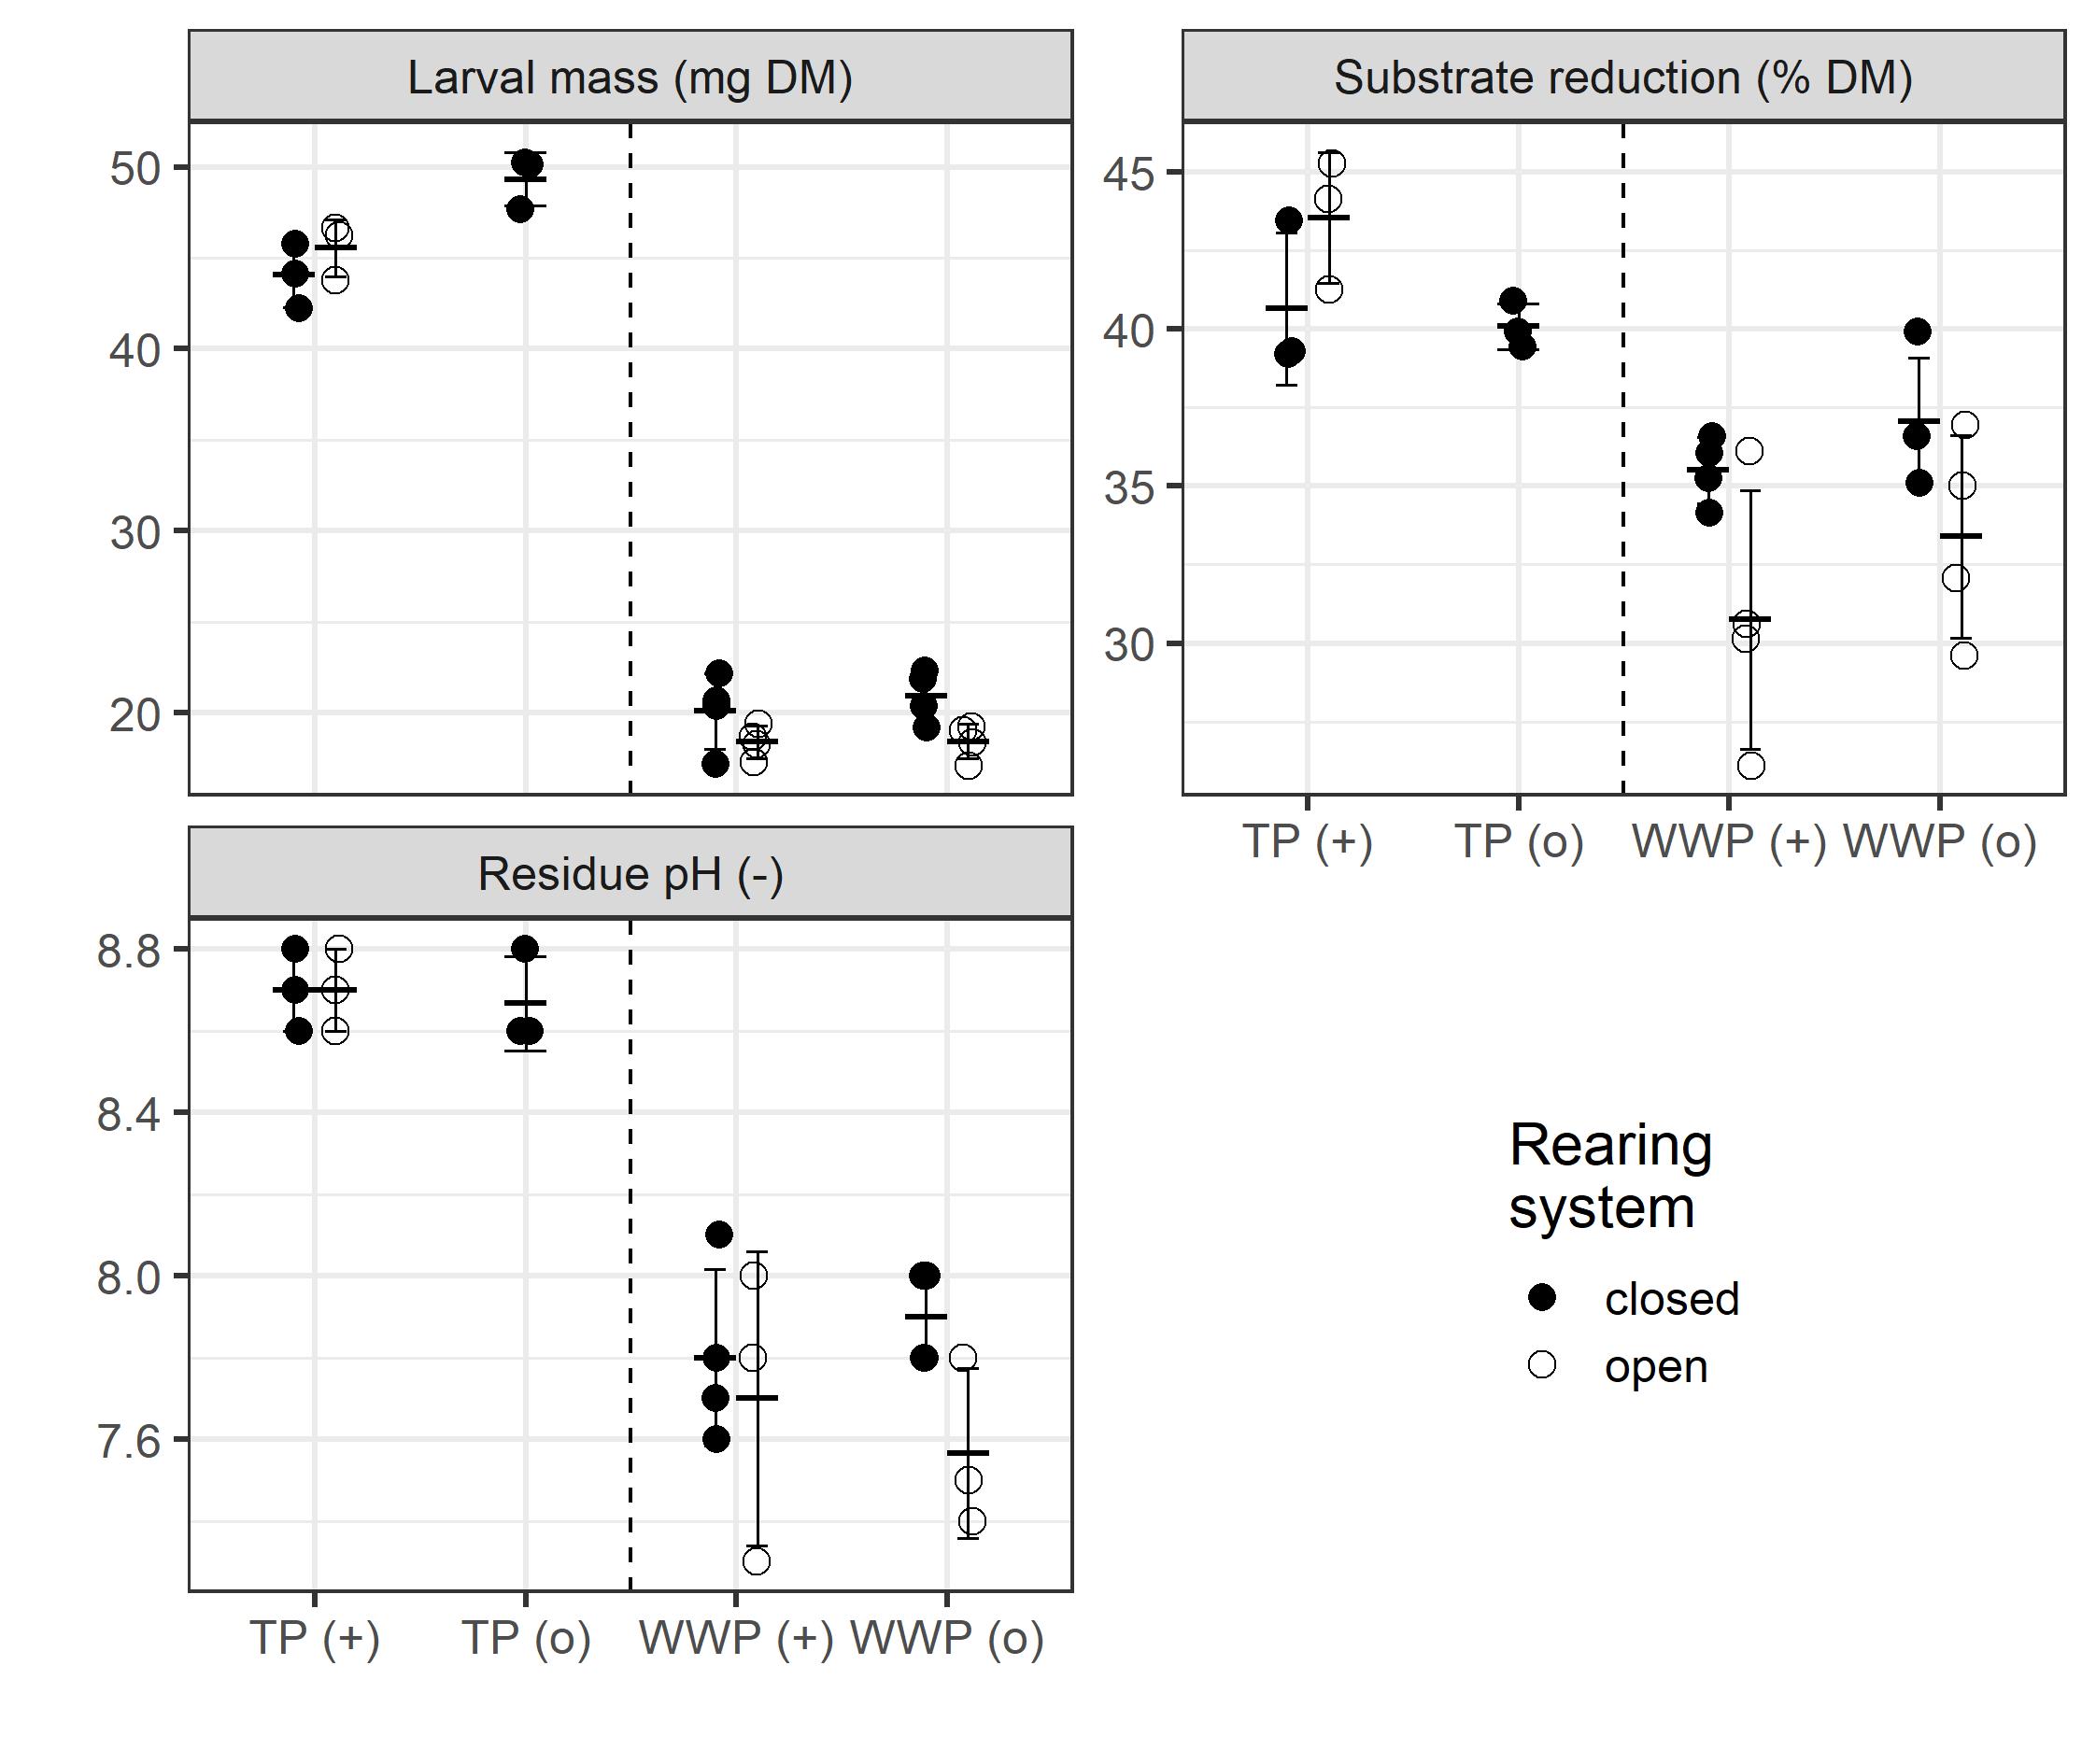 Larval mass (mg DM)
50
40
30
20
Substrate reduction (% DM)
45
40
35
30
TP (+) TP (o) WWP (+) WWP (o)
Residue pH (-)
8.8
8.4
8.0
7.6
TP (+) TP (o) WWP (+) WWP (o)
Rearing
system
closed
open